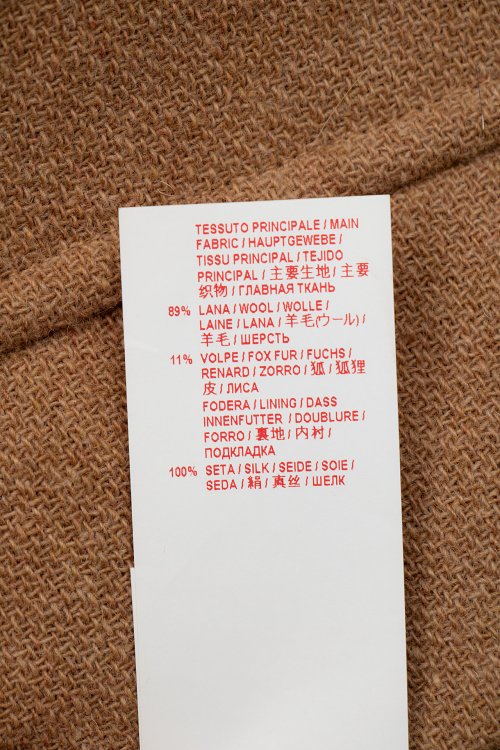 TESSUTO PRINCIPALE / MAIN
FABRIC / HAUPTGEWEBE /
TISSU PRINCIPAL / TEJIDO
PRINCIPAL / 主要生地 / 主要
织物 / ГЛАВНАЯ ТКАНЬ
89% LANA / WOOL / WOLLE /
LAINE / LANA / 羊毛(ウール) /
羊毛 / ШЕРСТЬ
11% VOLPE / FOX FUR / FUCHS /
RENARD / ZORRO / 狐 / 狐狸
皮 / ЛИСА
FODERA / LINING / DASS
INNENFUTTER / DOUBLURE /
FORRO / 裏地 / 内衬 /
ПОДКЛАДКА
100% SETA / SILK / SEIDE / SOIE /
SEDA / 絹 / 真丝 / ШЕЛК